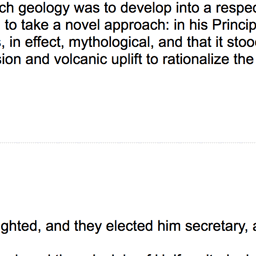 ch geology was to develop into a respec
to take a novel approach: in his Princip
, in effect, mythological, and that it stoo
sion and volcanic uplift to rationalize the
ghted, and they elected him secretary, a